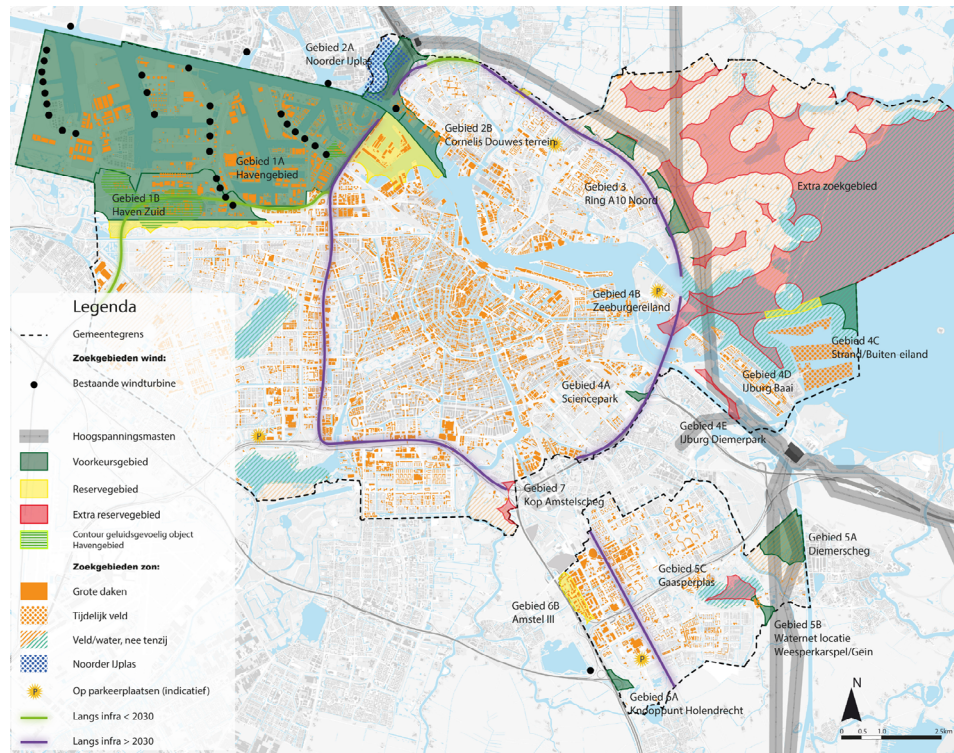 Gebied 2A
Noorder IJplas
Gebied 2B
Cornelis Douwes terrein
Gebied 1A
Havengebied
Gebied 3
Ring A10 Noord
Extra zoekgebied
Gebied 1B
Haven Zuid
Gebied 4B
Zeeburgereiland
P
Gebied 4C
Strand/Buiten-eiland
Gebied 4D
IJburg Baai
Gebied 4A
Sciencepark
Gebied 4E
IJburg Diemerpark
Gebied 7
Kop Amstelscheg
Gebied 5A
Diemerscheg
Gebied 5C
Gaasperplas
Gebied 6B
Amstel III
Gebied 5B
Waternet locatie
Weesperkarspel/Gein
Gebied 6A
Knooppunt Holendrecht
P
P
P
Legenda
Gemeentegrens
Zoekgebieden wind:
Bestaande windturbine
Hoogspanningsmasten
Voorkeursgebied
Reservegebied
Extra reservegebied
Contour geluidsgevoelig object
Havengebied
Zoekgebieden zon:
Grote daken
Tijdelijk veld
Veld/water, nee tenzij
Noorder IJplas
P
Op parkeerplaatsen (indicatief)
Langs infra < 2030
Langs infra > 2030
N
0 0.5 1.0 2.5km